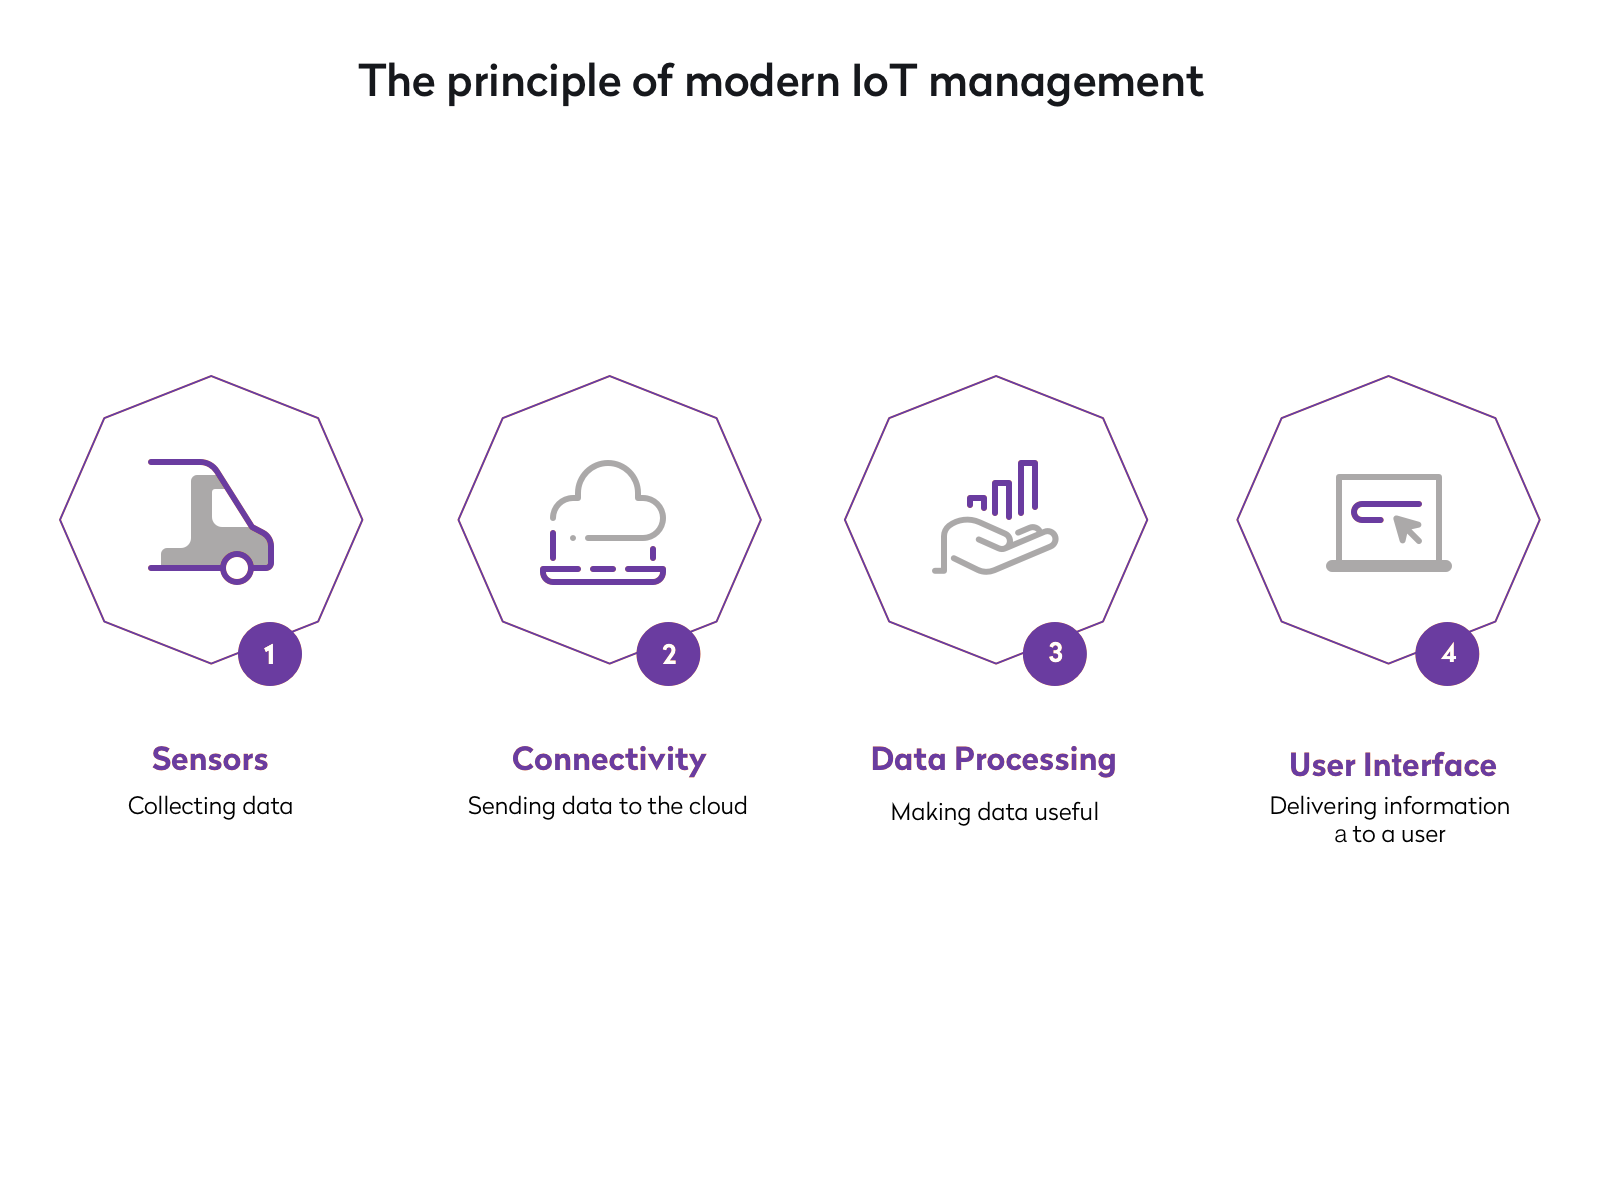 The principle of modern IoT management
1
2
3
4
Sensors
Collecting data
Connectivity
Sending data to the cloud
Data Processing
Making data useful
User Interface
Delivering information
a to a user